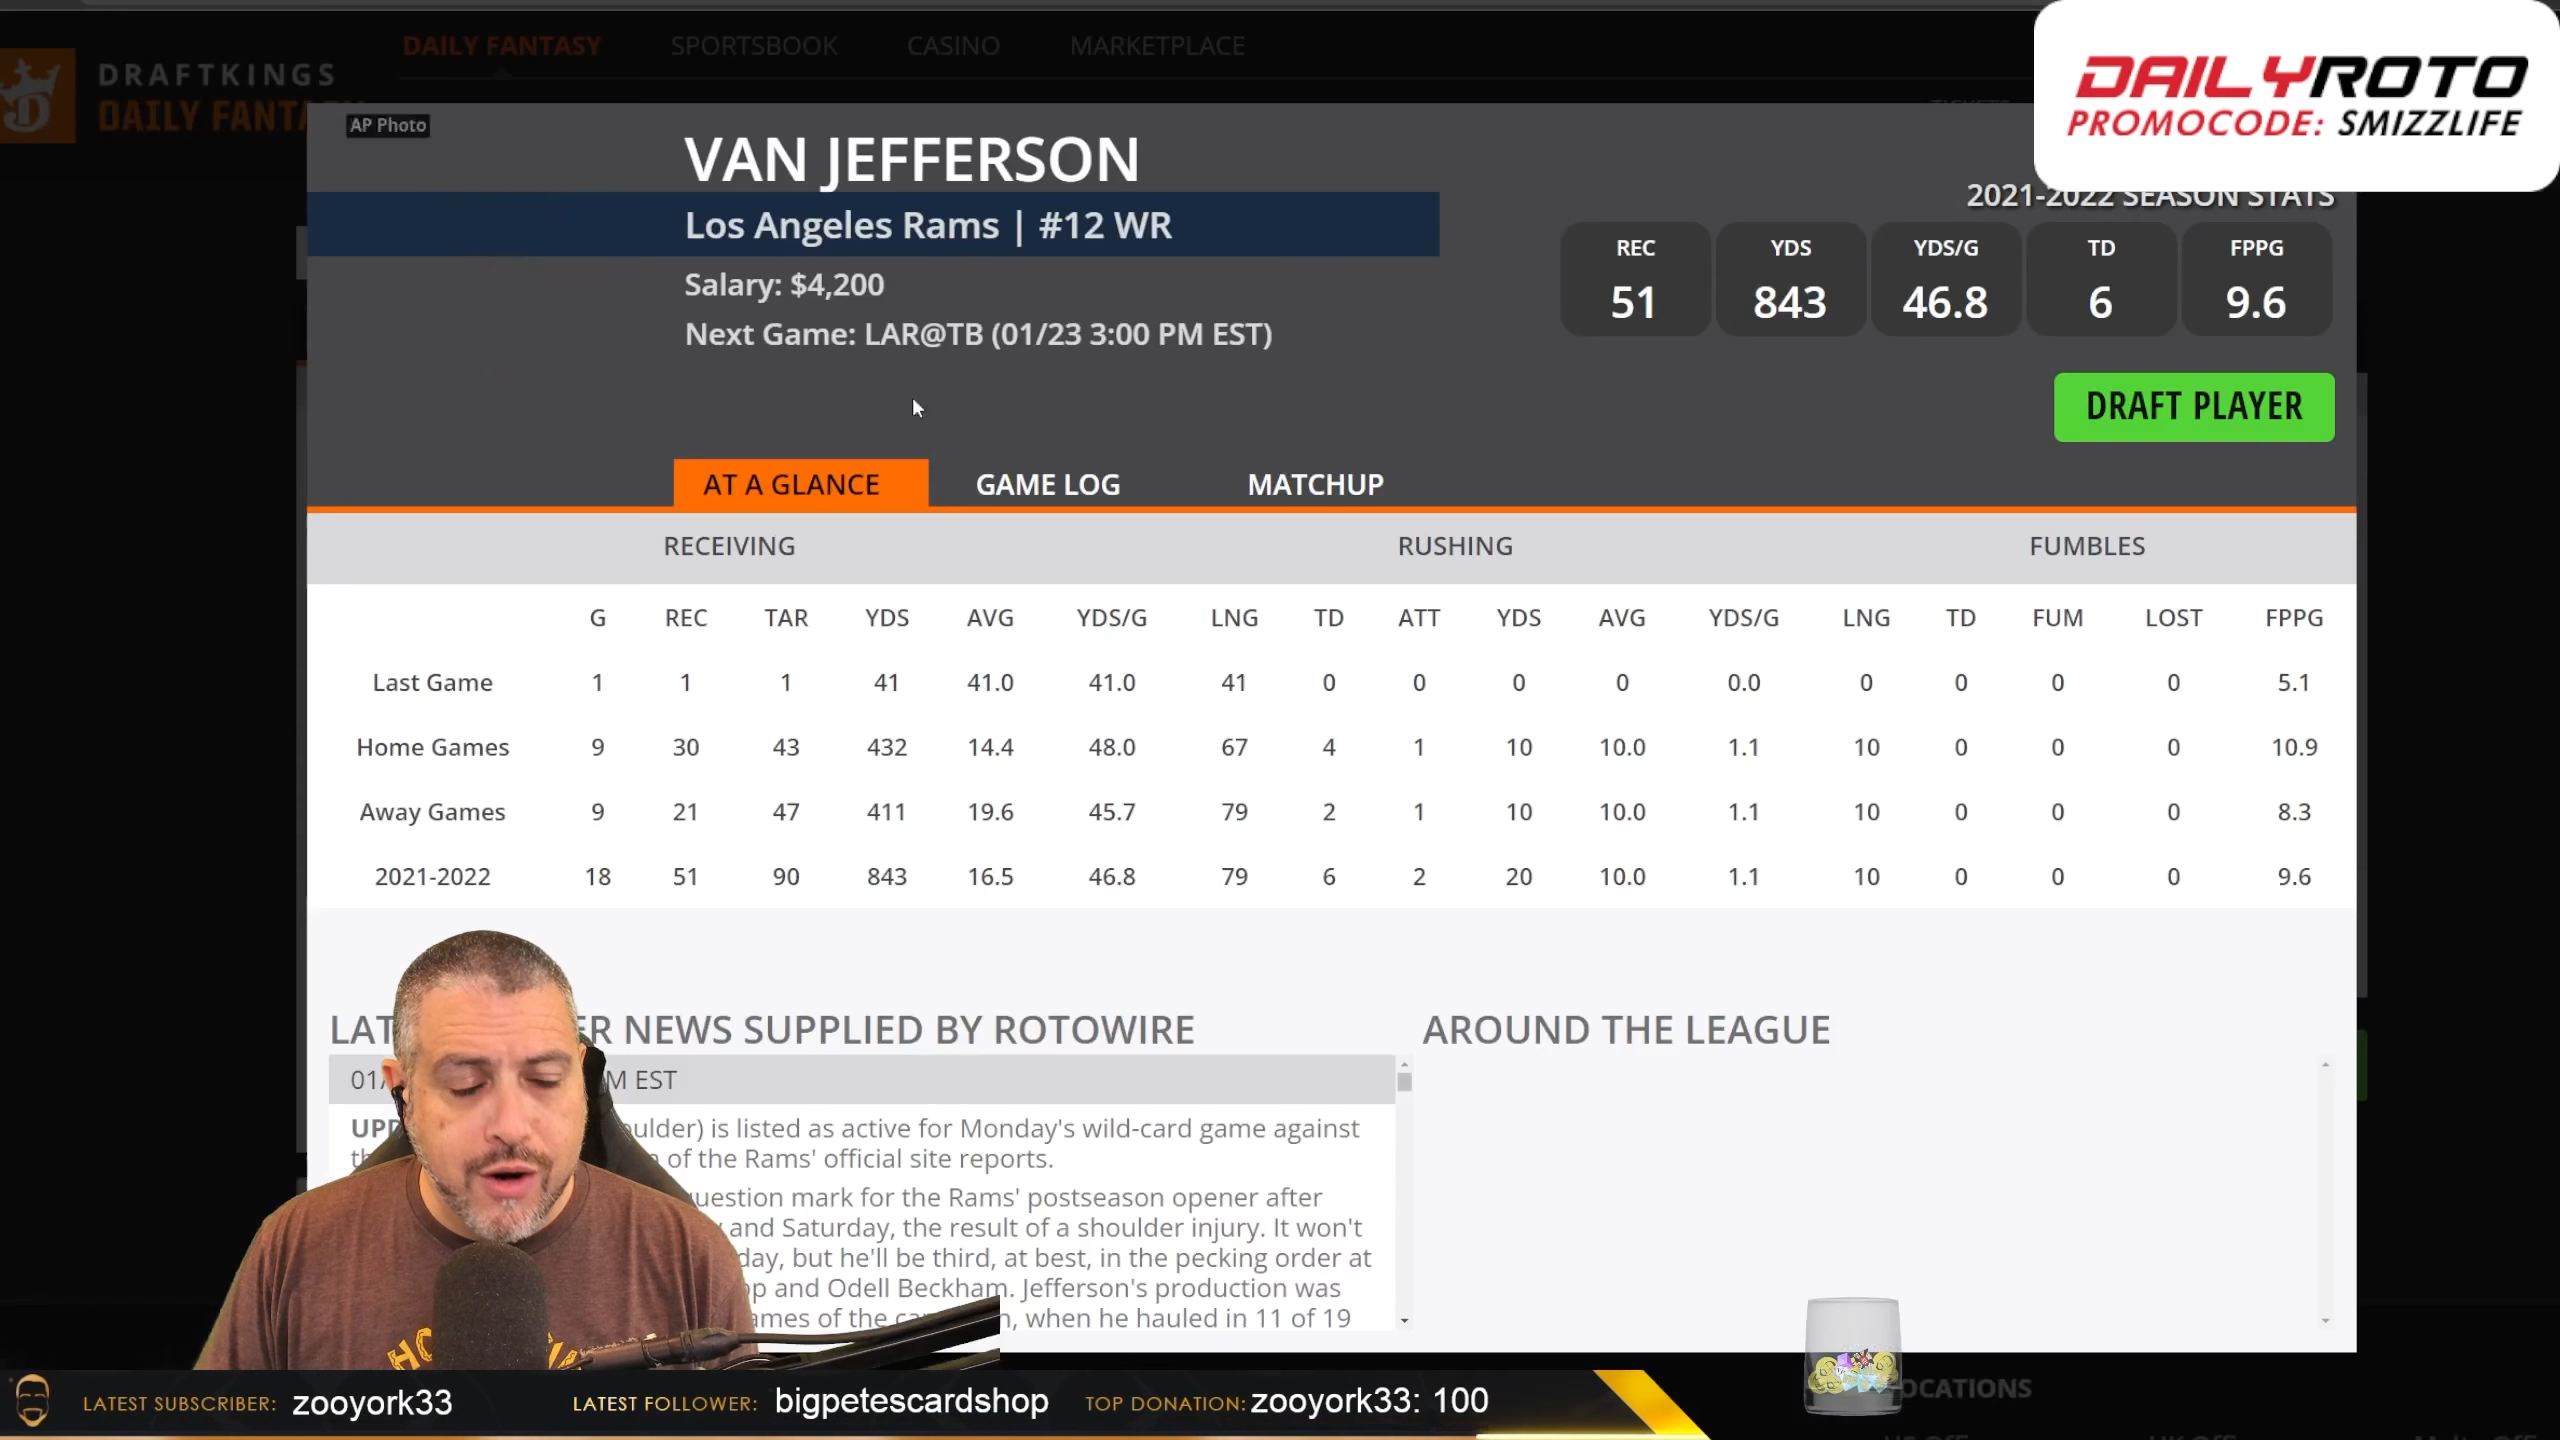 DAILY FANTASY SPORTSBOOK CASINO MARKETPLACE
DRAFTKINGS
DAILY
DAILYROTO
PROMOCODE: SMIZZLIFE
AP Photo
VAN JEFFERSON
Los Angeles Rams | #12 WR
Salary: $4,200
Next Game: LAR@TB (01/23 3:00 PM EST)
2021-2022 SEASON STATS
REC YDS YDS/G TD FPPG
51 843 46.8 6 9.6
DRAFT PLAYER
AT A GLANCE GAME LOG MATCHUP
RECEIVING RUSHING FUMBLES
G REC TAR YDS AVG YDS/G LNG TD ATT YDS AVG YDS/G LNG TD FUM LOST FPPG
Last Game 1 1 1 41 41.0 41.0 41 0 0 0 0 0.0 0 0 0 0 5.1
Home Games 9 30 43 432 14.4 48.0 67 4 1 10 10.0 1.1 10 0 0 0 10.9
Away Games 9 21 47 411 19.6 45.7 79 2 1 10 10.0 1.1 10 0 0 0 8.3
2021-2022 18 51 90 843 16.5 46.8 79 6 2 20 10.0 1.1 10 0 0 0 9.6
NEWS SUPPLIED BY ROTOWIRE
AROUND THE LEAGUE
EST
is listed as active for Monday's wild-card game against
of the Rams' official site reports.
question mark for the Rams' postseason opener after
and Saturday, the result of a shoulder injury. It won't
but he'll be third, at best, in the pecking order at
and Odell Beckham. Jefferson's production was
of the when he hauled in 11 of 19
LATEST SUBSCRIBER: zooyork33 LATEST FOLLOWER: bigpetescardshop TOP DONATION: zooyork33: 100